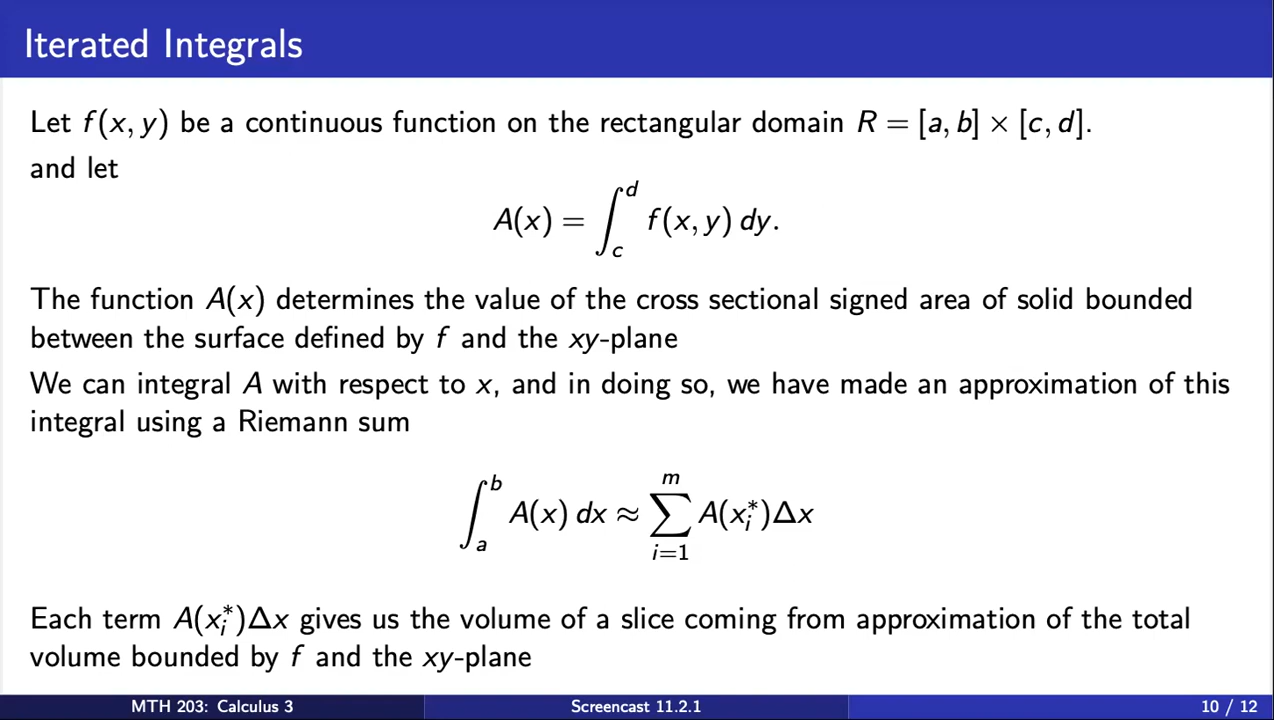 Iterated Integrals
Let f(x, y) be a continuous function on the rectangular domain R = [a, b] × [c, d].
and let
A(x) = ∫_c^d f(x, y) dy.
The function A(x) determines the value of the cross sectional signed area of solid bounded
between the surface defined by f and the xy-plane
We can integral A with respect to x, and in doing so, we have made an approximation of this
integral using a Riemann sum
∫_a^b A(x) dx ≈ ∑_{i=1}^m A(x_i^*)Δx
Each term A(x_i^*)Δx gives us the volume of a slice coming from approximation of the total
volume bounded by f and the xy-plane
MTH 203: Calculus 3 Screencast 11.2.1 10 / 12